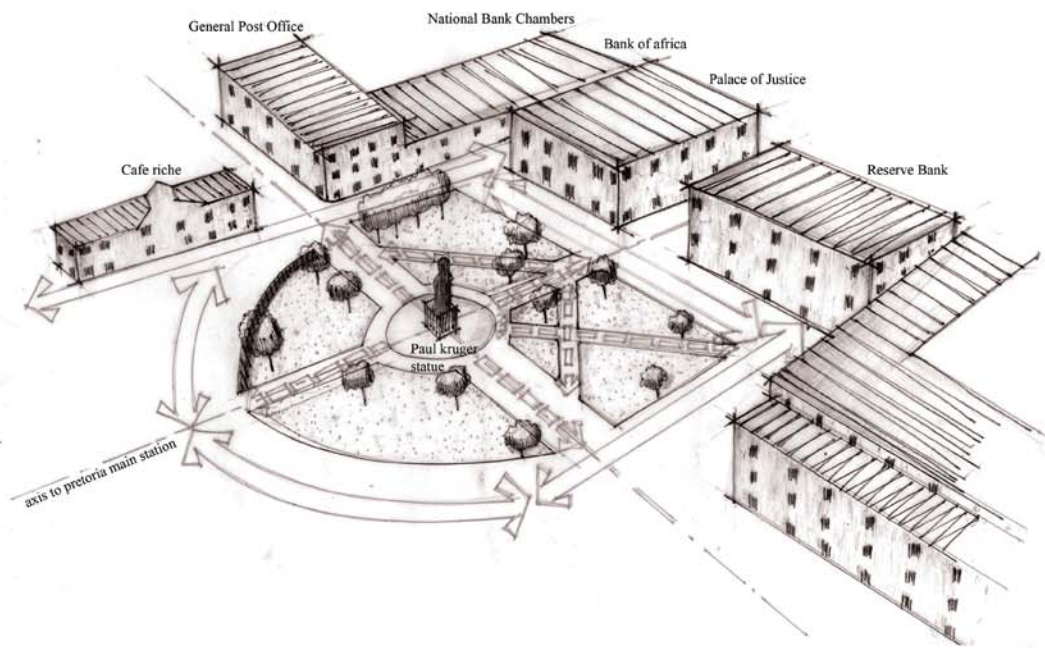 National Bank Chambers
General Post Office
Bank of africa
Palace of Justice
Cafe riche
Reserve Bank
Paul kruger
statue
axis to pretoria main station